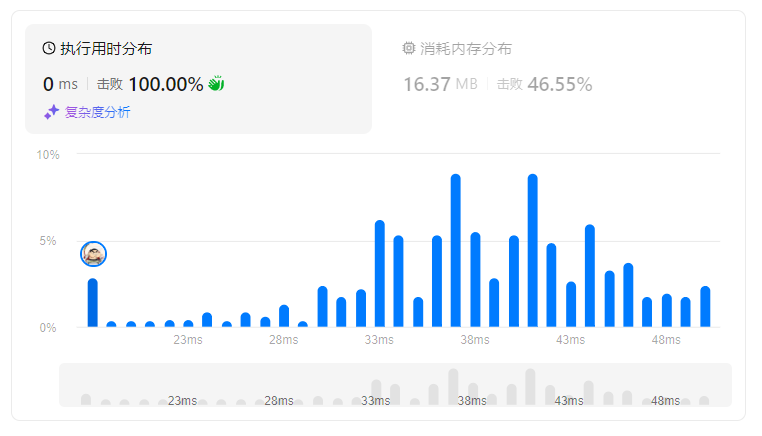 执行用时分布
0 ms 击败 100.00%
复杂度分析
消耗内存分布
16.37 MB 击败 46.55%
10%
5%
0%
23ms 28ms 33ms 38ms 43ms 48ms
23ms 28ms 33ms 38ms 43ms 48ms